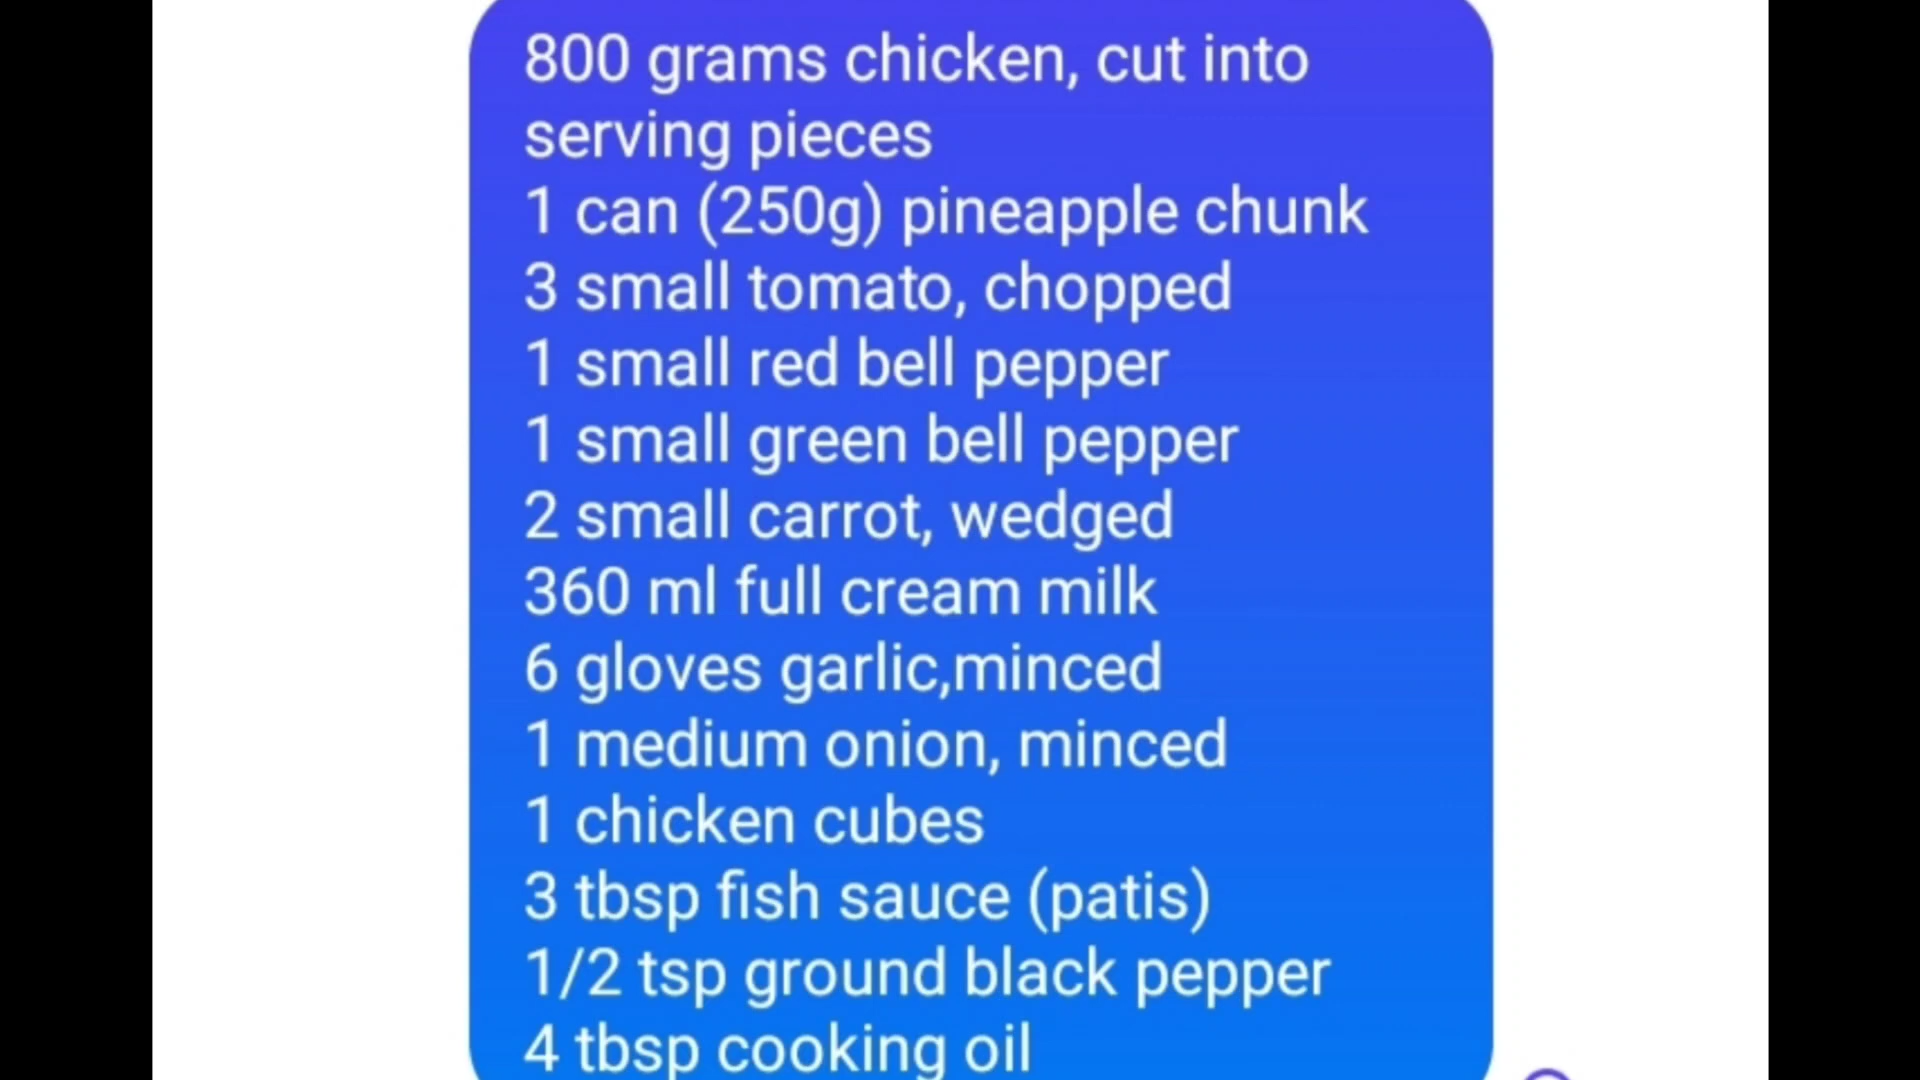 800 grams chicken, cut into
serving pieces
1 can (250g) pineapple chunk
3 small tomato, chopped
1 small red bell pepper
1 small green bell pepper
2 small carrot, wedged
360 ml full cream milk
6 gloves garlic,minced
1 medium onion, minced
1 chicken cubes
3 tbsp fish sauce (patis)
1/2 tsp ground black pepper
4 tbsp cooking oil